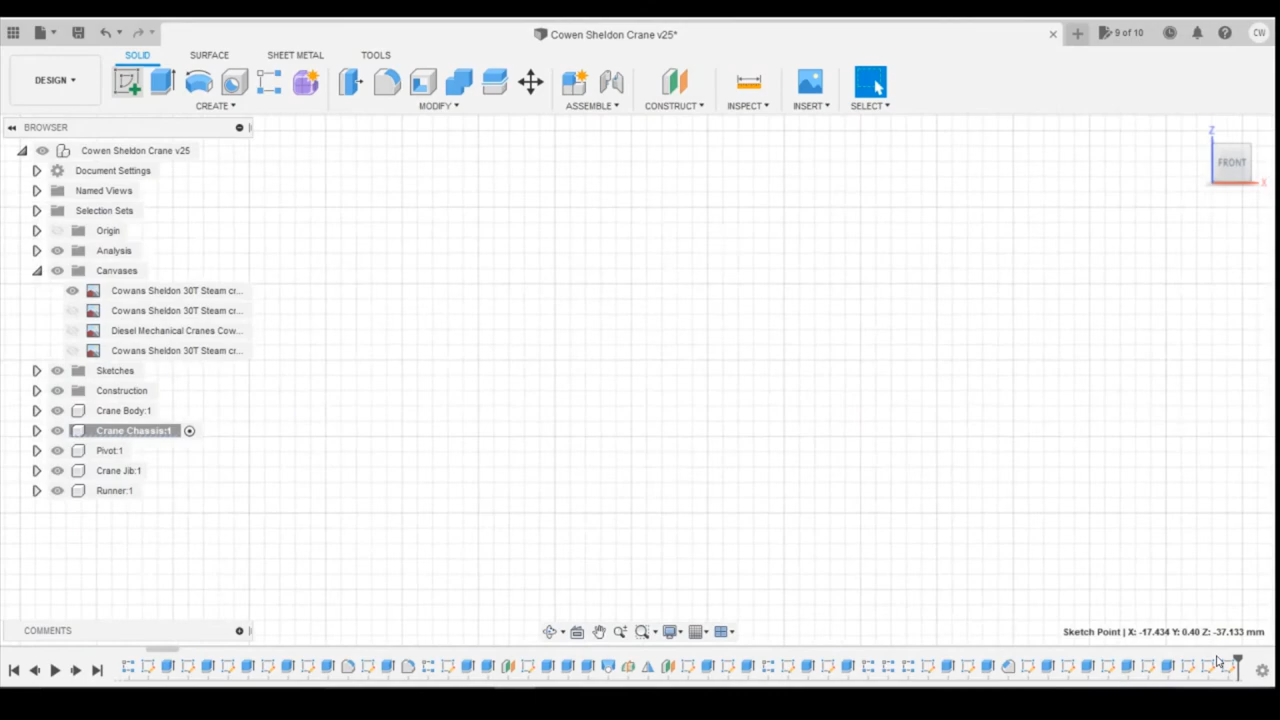 Cowen Sheldon Crane v25*
9 of 10
CW
SOLID SURFACE SHEET METAL TOOLS
DESIGN
CREATE MODIFY ASSEMBLE CONSTRUCT INSPECT INSERT SELECT
BROWSER
Cowen Sheldon Crane v25
Document Settings
Named Views
Selection Sets
Origin
Analysis
Canvases
Cowans Sheldon 30T Steam cr...
Cowans Sheldon 30T Steam cr...
Diesel Mechanical Cranes Cow...
Cowans Sheldon 30T Steam cr...
Sketches
Construction
Crane Body:1
Crane Chassis:1
Pivot:1
Crane Jib:1
Runner:1
Z
FRONT
X
COMMENTS
Sketch Point | X: -17.434 Y: 0.40 Z: -37.133 mm